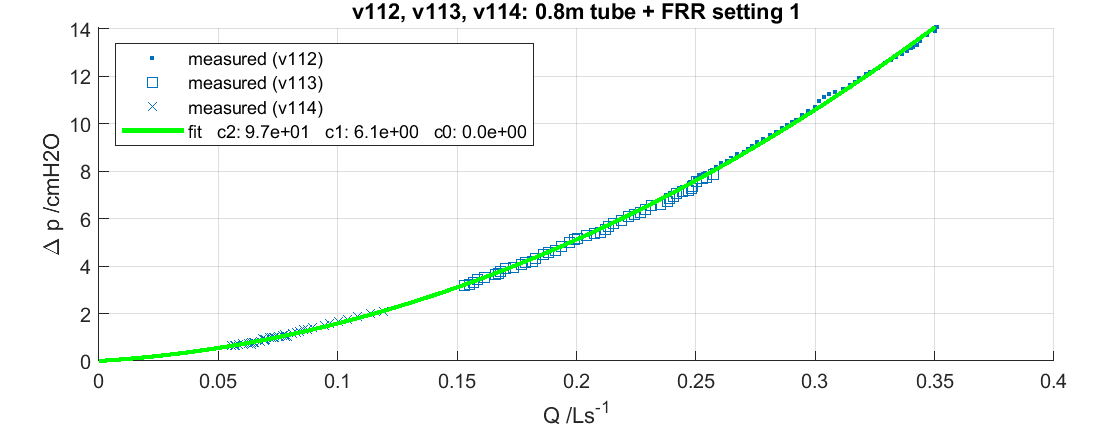 v112, v113, v114: 0.8m tube + FRR setting 1
14
12
10
8
6
4
2
0
Δ p /cmH2O
measured (v112)
measured (v113)
measured (v114)
fit c2: 9.7e+01 c1: 6.1e+00 c0: 0.0e+00
0 0.05 0.1 0.15 0.2 0.25 0.3 0.35 0.4
Q /Ls⁻¹